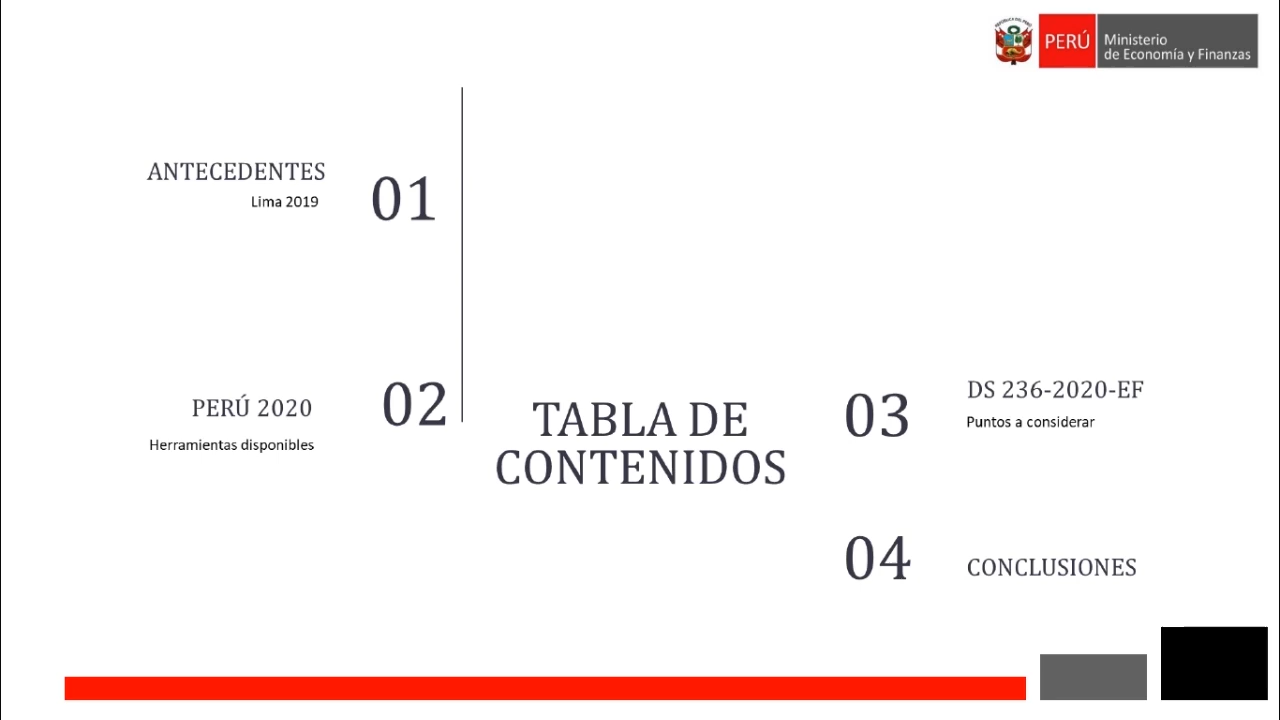 PERÚ
Ministerio
de Economía y Finanzas
ANTECEDENTES
Lima 2019
01
PERÚ 2020
Herramientas disponibles
02
TABLA DE
CONTENIDOS
03
DS 236-2020-EF
Puntos a considerar
04
CONCLUSIONES